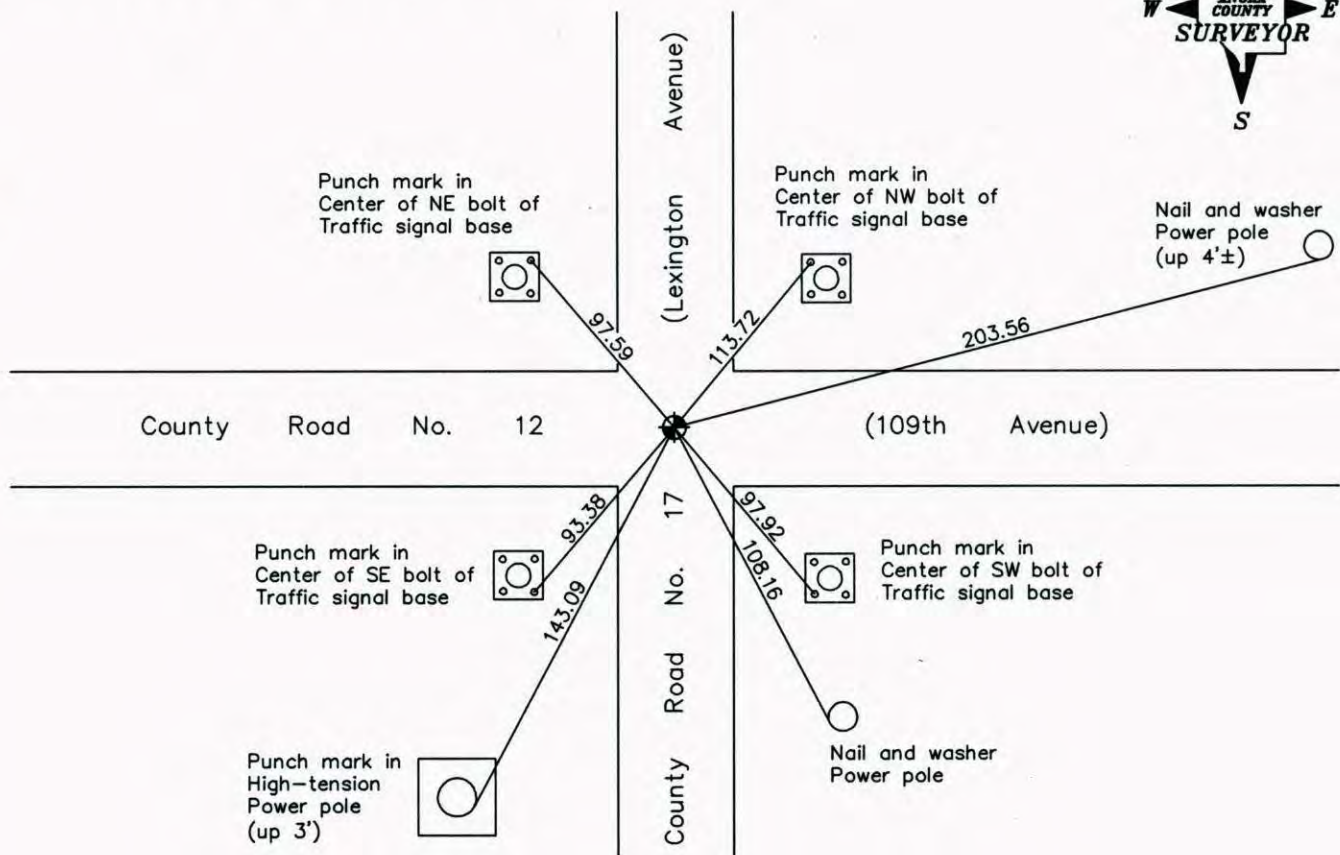 W
COUNTY
E
SURVEYOR
S
(Lexington Avenue)
Punch mark in
Center of NE bolt of
Traffic signal base
Punch mark in
Center of NW bolt of
Traffic signal base
Nail and washer
Power pole
(up 4'±)
97.59
113.72
203.56
County Road No. 12
(109th Avenue)
93.38
97.92
Punch mark in
Center of SE bolt of
Traffic signal base
143.09
County Road No. 17
108.16
Punch mark in
Center of SW bolt of
Traffic signal base
Punch mark in
High-tension
Power pole
(up 3')
Nail and washer
Power pole